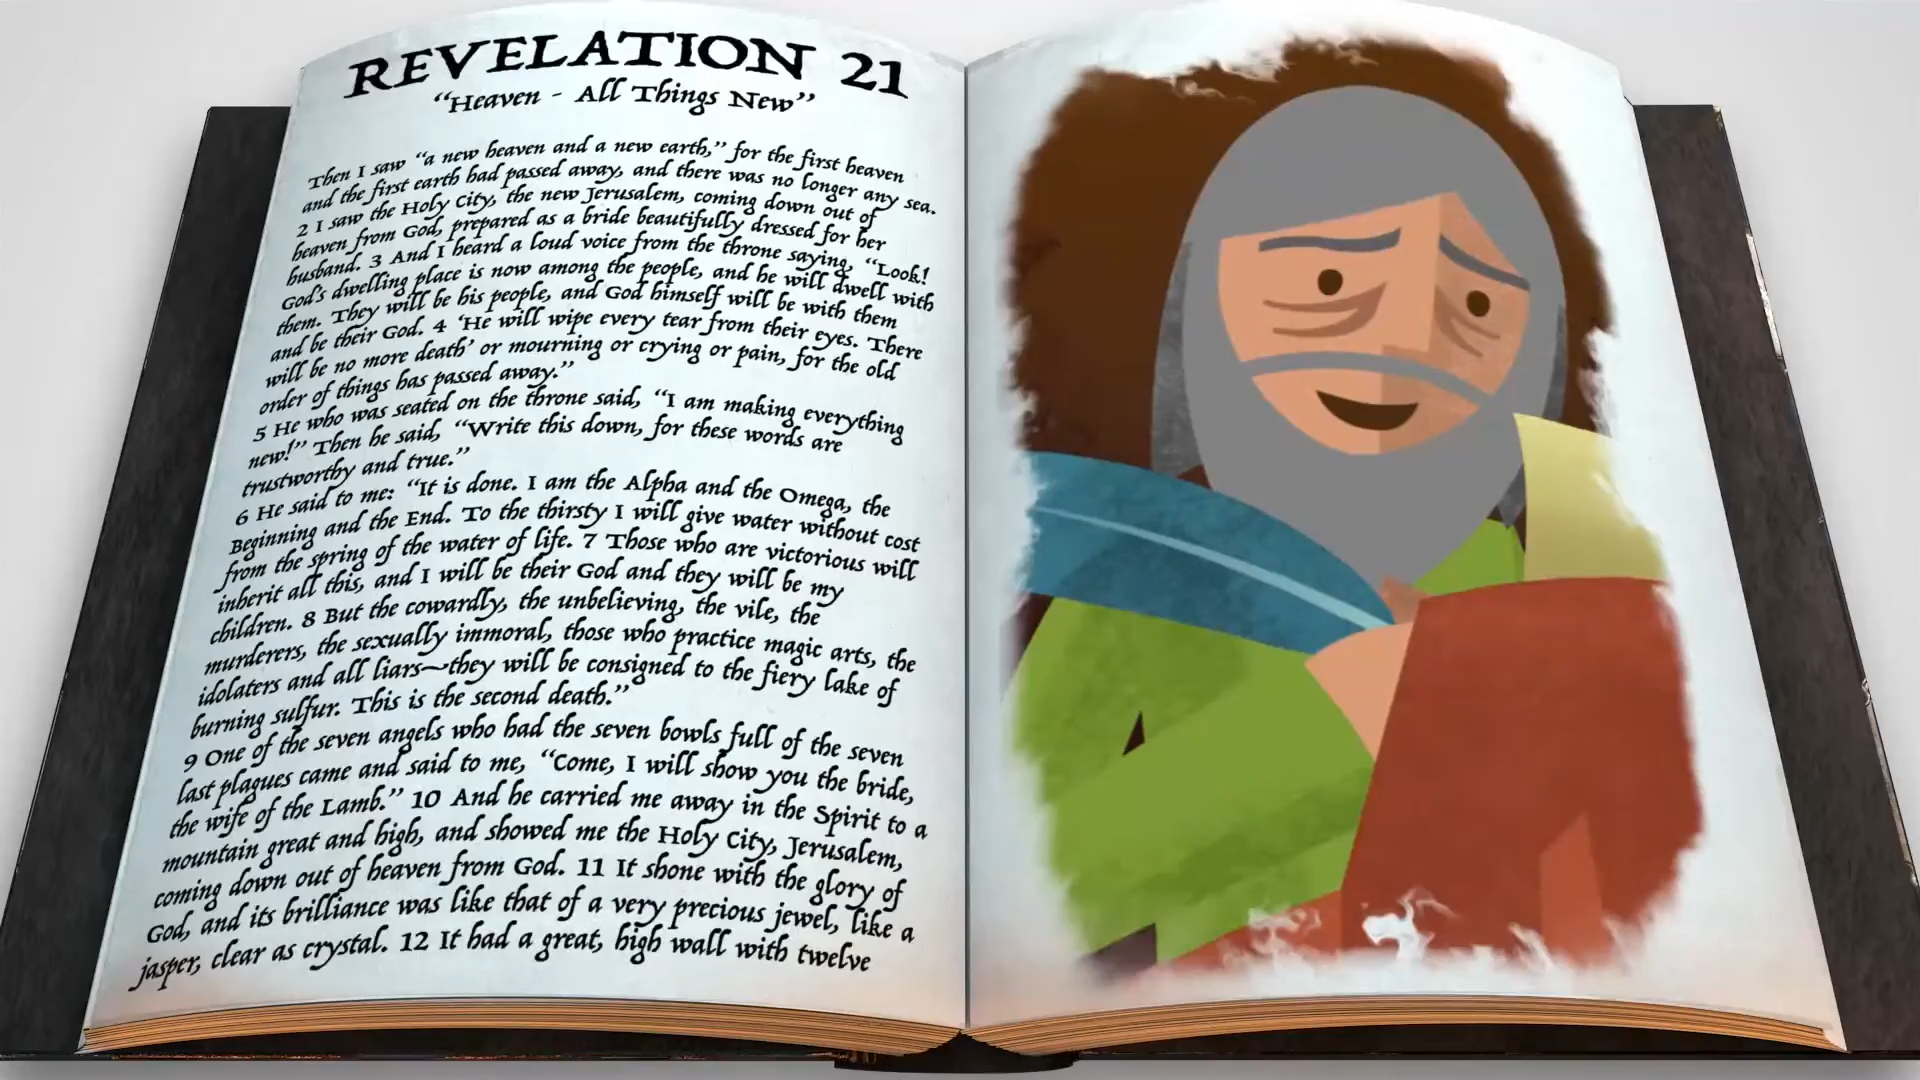 REVELATION 21
“Heaven - All Things New”
Then I saw “a new heaven and a new earth,” for the first heaven
and the first earth had passed away, and there was no longer any sea.
2 I saw the Holy City, the new Jerusalem, coming down out of
heaven from God, prepared as a bride beautifully dressed for her
husband. 3 And I heard a loud voice from the throne saying, “Look!
God's dwelling place is now among the people, and he will dwell with
them. They will be his people, and God himself will be with them
and be their God. 4 ‘He will wipe every tear from their eyes. There
will be no more death’ or mourning or crying or pain, for the old
order of things has passed away.”
5 He who was seated on the throne said, “I am making everything
new!” Then he said, “Write this down, for these words are
trustworthy and true.”
6 He said to me: “It is done. I am the Alpha and the Omega, the
Beginning and the End. To the thirsty I will give water without cost
from the spring of the water of life. 7 Those who are victorious will
inherit all this, and I will be their God and they will be my
children. 8 But the cowardly, the unbelieving, the vile, the
murderers, the sexually immoral, those who practice magic arts, the
idolaters and all liars—they will be consigned to the fiery lake of
burning sulfur. This is the second death.”
9 One of the seven angels who had the seven bowls full of the seven
last plagues came and said to me, “Come, I will show you the bride,
the wife of the Lamb.” 10 And he carried me away in the Spirit to a
mountain great and high, and showed me the Holy City, Jerusalem,
coming down out of heaven from God. 11 It shone with the glory of
God, and its brilliance was like that of a very precious jewel, like a
jasper, clear as crystal. 12 It had a great, high wall with twelve